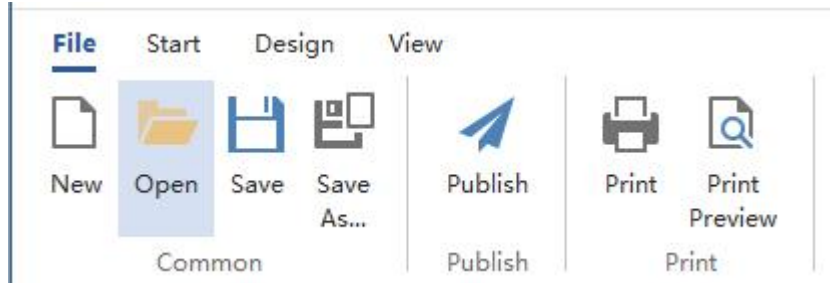 File Start Design View
New Open Save Save As... Publish Print Print Preview
Common Publish Print